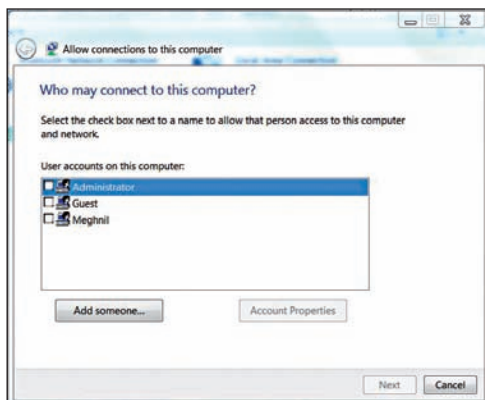 Allow connections to this computer
Who may connect to this computer?
Select the check box next to a name to allow that person access to this computer
and network.
User accounts on this computer:
Administrator
Guest
Meghnil
Add someone...
Account Properties
Next
Cancel